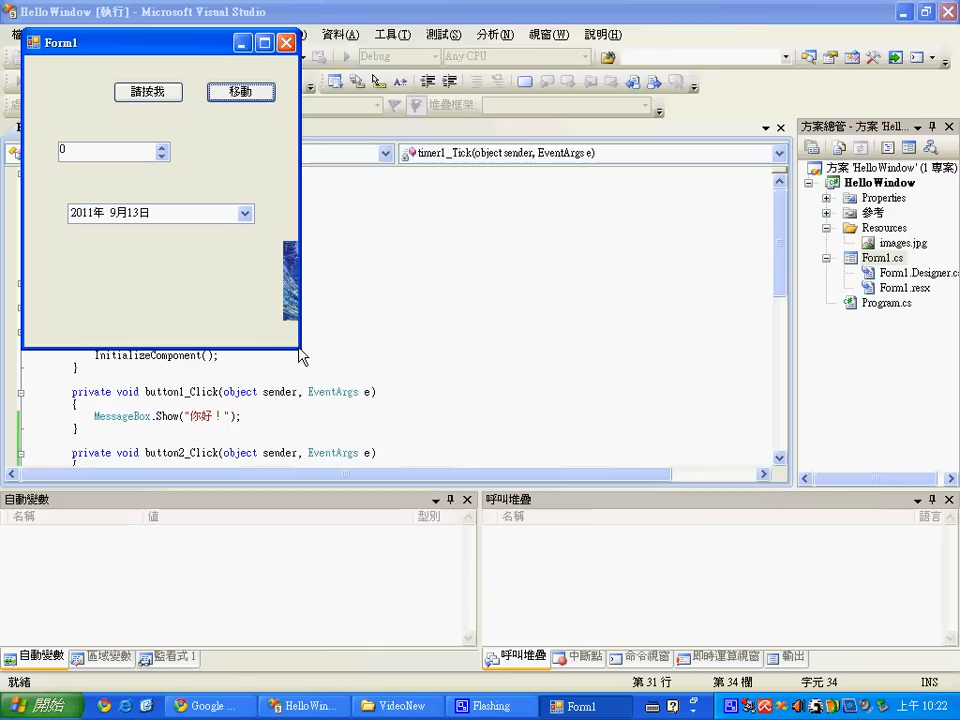 HelloWindow [執行] - Microsoft Visual Studio
Form1
資料(A) 工具(T) 測試(S) 分析(N) 視窗(W) 說明(H)
Debug Any CPU
請按我 移動
堆疊框架
方案總管 - 方案 'Hell...
0
timer1_Tick(object sender, EventArgs e)
方案 'HelloWindow' (1 專案)
HelloWindow
Properties
參考
Resources
images.jpg
Form1.cs
Form1.Designer.cs
Form1.resx
Program.cs
2011年 9月13日
InitializeComponent();
}
private void button1_Click(object sender, EventArgs e)
{
MessageBox.Show("你好！");
}
private void button2_Click(object sender, EventArgs e)
自動變數 呼叫堆疊
名稱 值 型別 名稱 語言
自動變數 區域變數 監看式 1 呼叫堆疊 中斷點 命令視窗 即時運算視窗 輸出
就緒 第 31 行 第 34 欄 字元 34 INS
開始 Google ... HelloWin... VideoNew Flashing Form1 上午 10:22